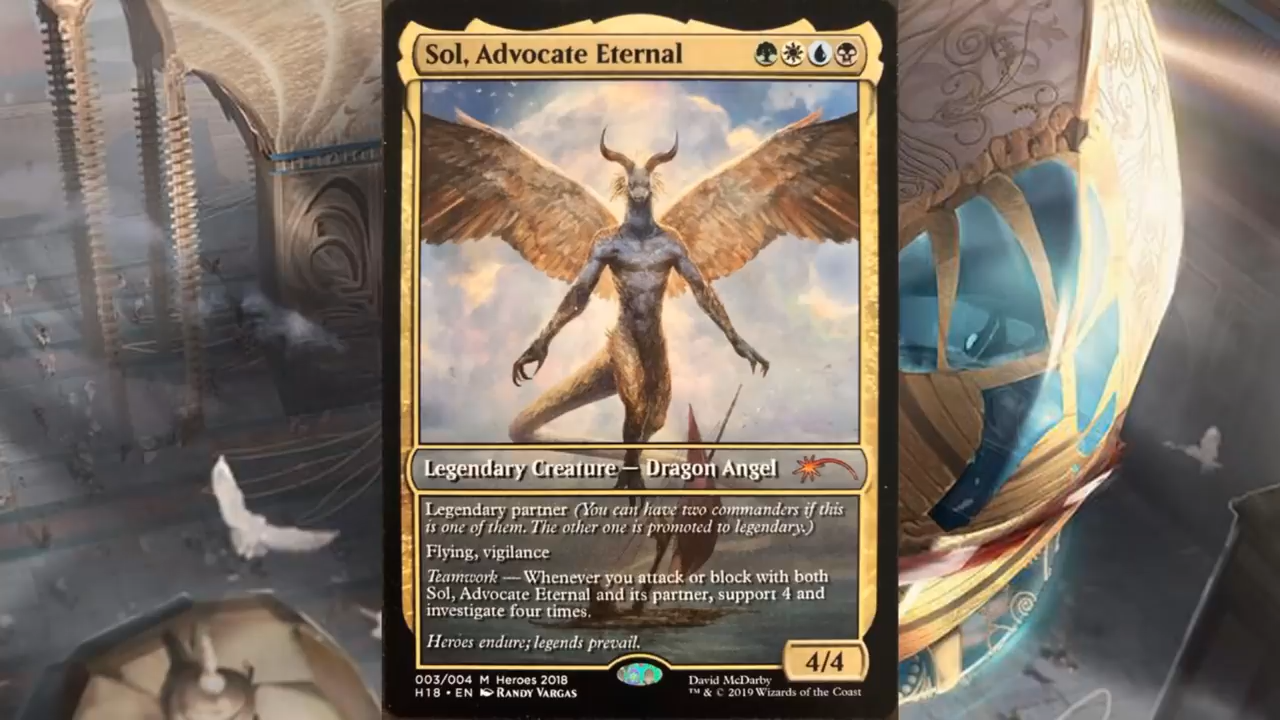 Sol, Advocate Eternal
Legendary Creature — Dragon Angel
Legendary partner (You can have two commanders if this
is one of them. The other one is promoted to legendary.)
Flying, vigilance
Teamwork — Whenever you attack or block with both
Sol, Advocate Eternal and its partner, support 4 and
investigate four times.
Heroes endure; legends prevail.
4/4
003/004 M Heroes 2018
H18 • EN Randy Vargas
David McDarby
™ & © 2019 Wizards of the Coast